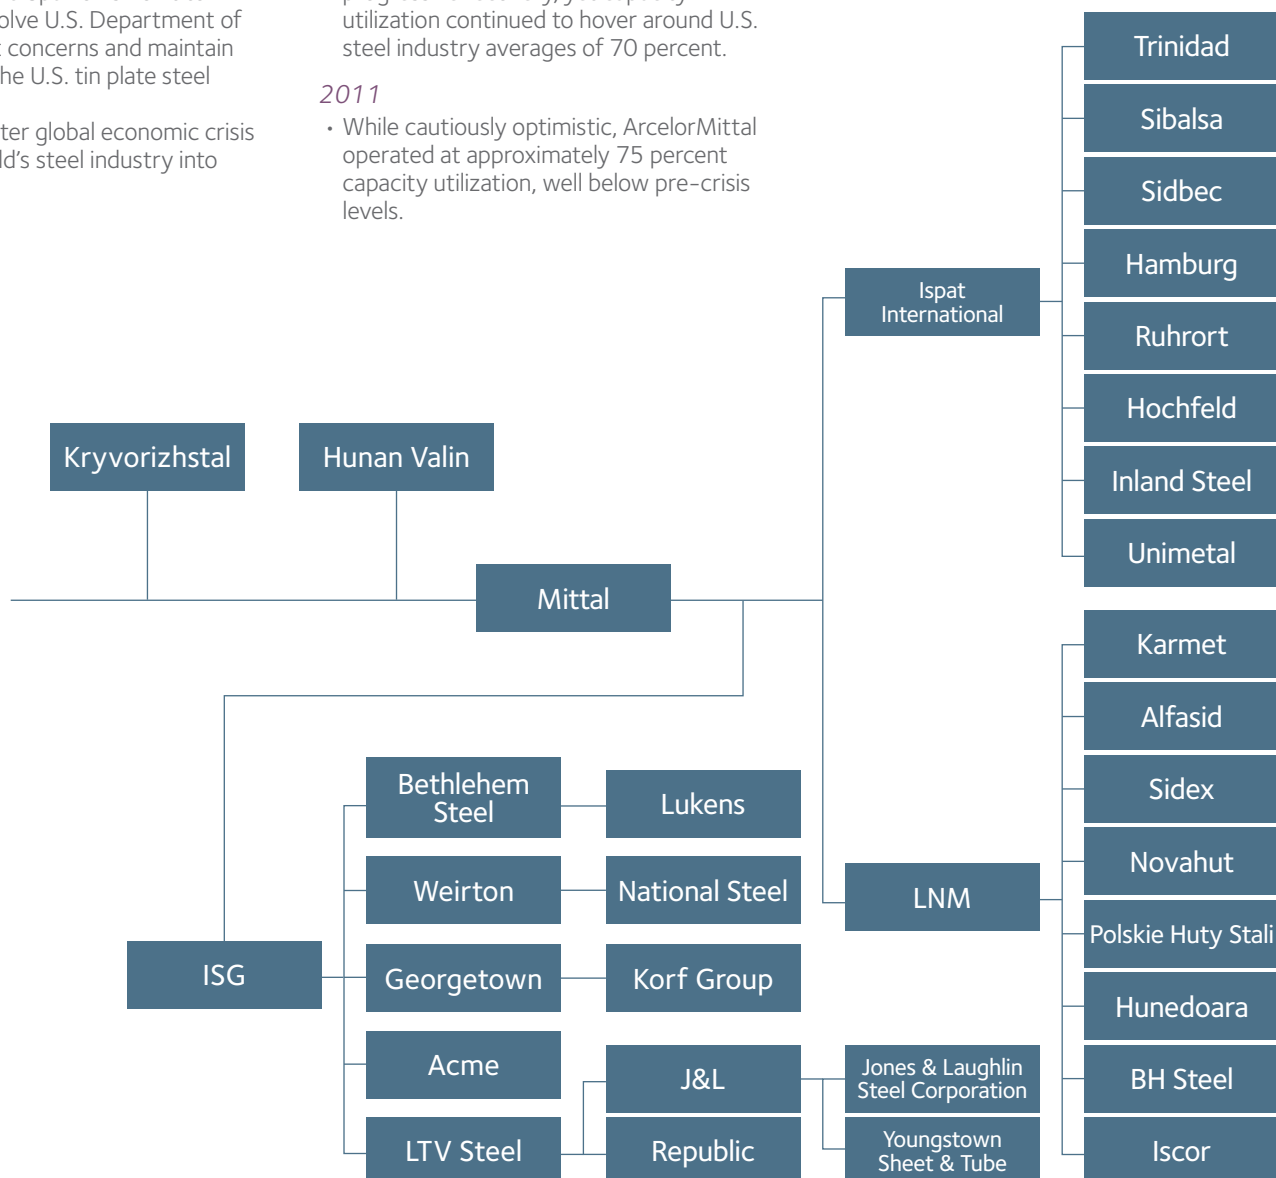 olve U.S. Department of
concerns and maintain
he U.S. tin plate steel
ter global economic crisis
ld's steel industry into
utilization continued to hover around U.S.
steel industry averages of 70 percent.
2011
• While cautiously optimistic, ArcelorMittal
operated at approximately 75 percent
capacity utilization, well below pre-crisis
levels.
Trinidad
Sibalsa
Sidbec
Hamburg
Ruhrort
Hochfeld
Inland Steel
Unimetal
Ispat
International
Kryvorizhstal
Hunan Valin
Mittal
Karmet
Alfasid
Sidex
Novahut
Polskie Huty Stali
Hunedoara
BH Steel
Iscor
LNM
Bethlehem
Steel
Lukens
Weirton
National Steel
ISG
Georgetown
Korf Group
Acme
J&L
Jones & Laughlin
Steel Corporation
LTV Steel
Republic
Youngstown
Sheet & Tube